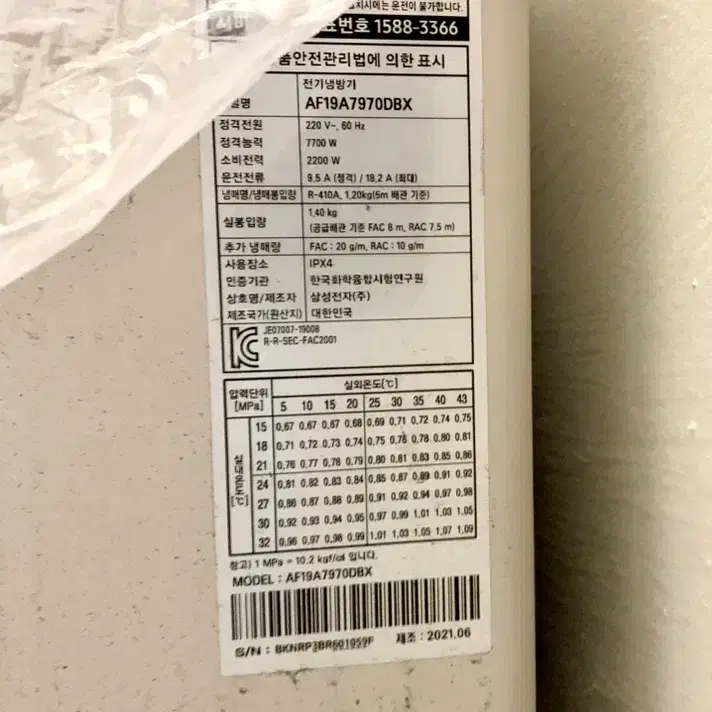 치시에는 운전이 불가합니다.
서비
표번호 1588-3366
품안전관리법에 의한 표시
전기냉방기
델명 AF19A7970DBX
정격전원 220 V~, 60 Hz
정격능력 7700 W
소비전력 2200 W
운전전류 9.5 A (정격) / 18.2 A (최대)
냉매명/냉매봉입량 R-410A, 1.20kg(5m 배관 기준)
실봉입량 1.40 kg
(공급배관 기준 FAC 8 m, RAC 7.5 m)
추가 냉매량 FAC : 20 g/m, RAC : 10 g/m
사용장소 IPX4
인증기관 한국화학융합시험연구원
상호명/제조자 삼성전자(주)
제조국가(원산지) 대한민국
JE07007-19008
R-R-SEC-FAC2001
압력단위 [MPa] 실외온도(℃)
5 10 15 20 25 30 35 40 43
실내온도(℃)
15 0.67 0.67 0.67 0.68 0.69 0.71 0.72 0.74 0.75
18 0.71 0.72 0.73 0.74 0.75 0.76 0.78 0.80 0.81
21 0.76 0.77 0.78 0.79 0.80 0.81 0.83 0.85 0.86
24 0.81 0.82 0.83 0.84 0.85 0.87 0.89 0.91 0.92
27 0.86 0.87 0.88 0.89 0.91 0.92 0.94 0.97 0.98
30 0.92 0.93 0.94 0.95 0.97 0.99 1.01 1.03 1.05
32 0.96 0.97 0.98 0.99 1.01 1.03 1.05 1.07 1.09
참고) 1 MPa = 10.2 kgf/㎠ 입니다.
MODEL : AF19A7970DBX
S/N : BKNRP3BR601059F 제조 : 2021.06